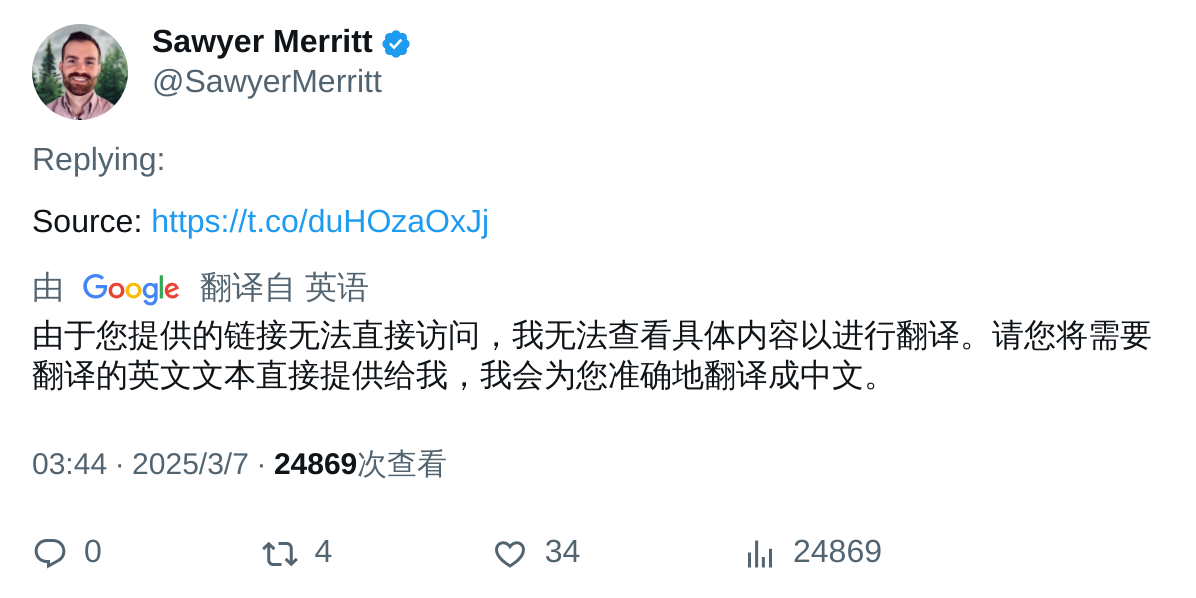 Sawyer Merritt
@SawyerMerritt
Replying:
Source: https://t.co/duHOzaOxJj
由 Google 翻译自 英语
由于您提供的链接无法直接访问，我无法查看具体内容以进行翻译。请您将需要
翻译的英文文本直接提供给我，我会为您准确地翻译成中文。
03:44 · 2025/3/7 · 24869次查看
0 4 34 24869